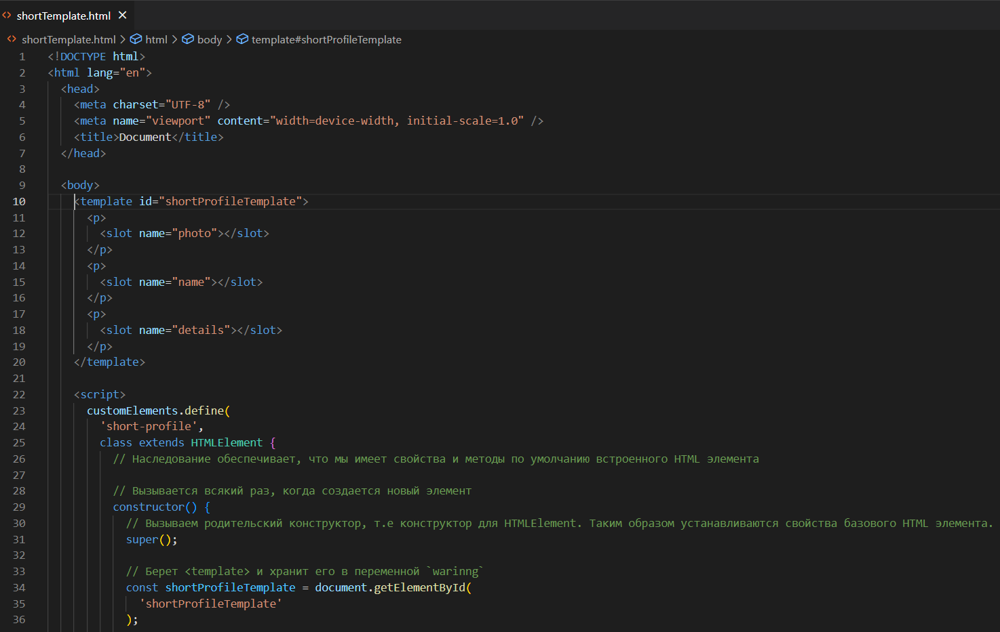 shortTemplate.html
shortTemplate.html > html > body > template#shortProfileTemplate
1 <!DOCTYPE html>
2 <html lang="en">
3 <head>
4 <meta charset="UTF-8" />
5 <meta name="viewport" content="width=device-width, initial-scale=1.0" />
6 <title>Document</title>
7 </head>
8
9 <body>
10 <template id="shortProfileTemplate">
11 <p>
12 <slot name="photo"></slot>
13 </p>
14 <p>
15 <slot name="name"></slot>
16 </p>
17 <p>
18 <slot name="details"></slot>
19 </p>
20 </template>
21
22 <script>
23 customElements.define(
24 'short-profile',
25 class extends HTMLElement {
26 // Наследование обеспечивает, что мы имеет свойства и методы по умолчанию встроенного HTML элемента
27
28 // Вызывается всякий раз, когда создается новый элемент
29 constructor() {
30 // Вызываем родительский конструктор, т.е конструктор для HTMLElement. Таким образом устанавливаются свойства базового HTML элемента.
31 super();
32
33 // Берет <template> и хранит его в переменной `warinng`
34 const shortProfileTemplate = document.getElementById(
35 'shortProfileTemplate'
36 );